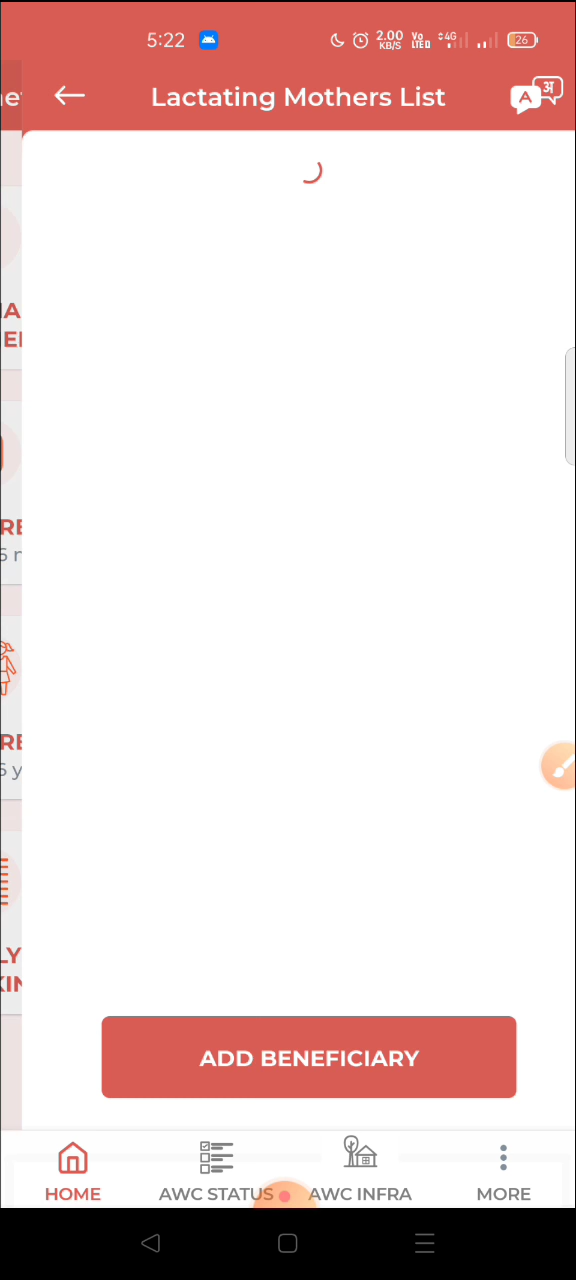 5:22
2.00
KB/S
Vo
LTED
4G
26
Lactating Mothers List
A
अ
ADD BENEFICIARY
HOME
AWC STATUS
AWC INFRA
MORE